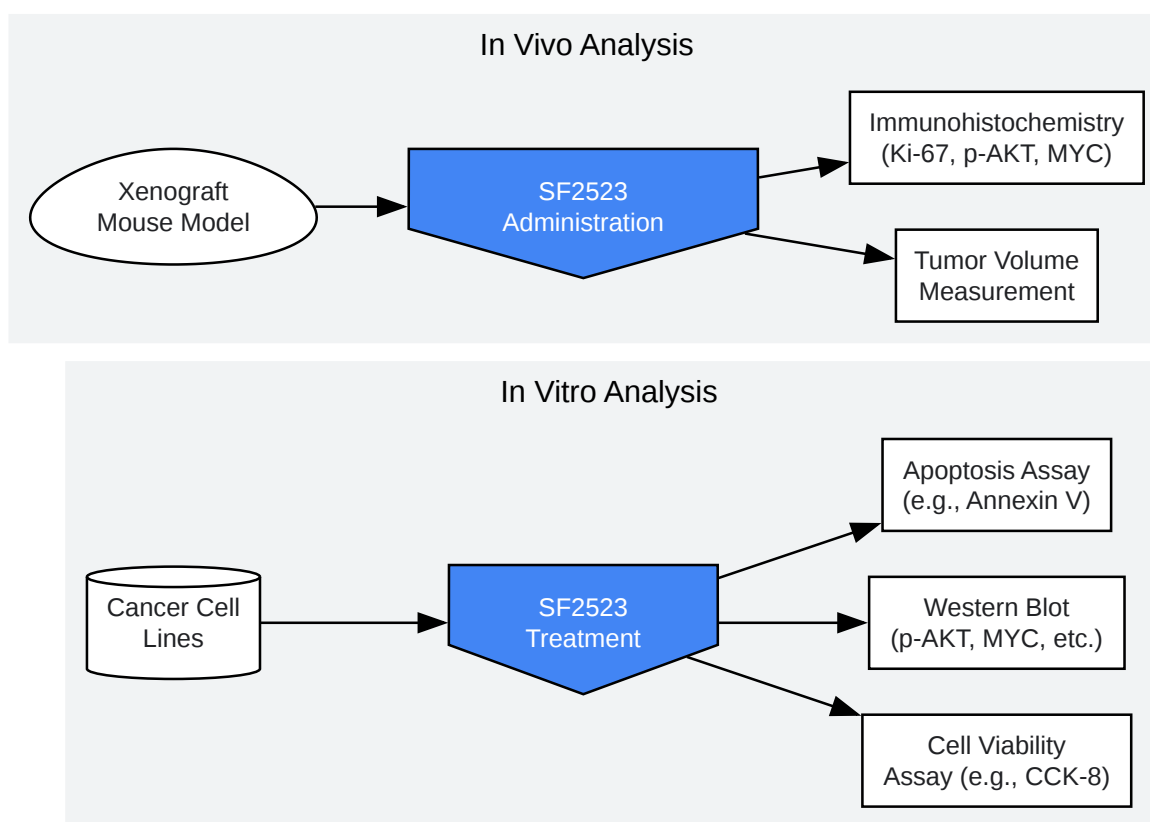 In Vivo Analysis
Xenograft
Mouse Model
SF2523
Administration
Immunohistochemistry
(Ki-67, p-AKT, MYC)
Tumor Volume
Measurement
In Vitro Analysis
Cancer Cell
Lines
SF2523
Treatment
Apoptosis Assay
(e.g., Annexin V)
Western Blot
(p-AKT, MYC, etc.)
Cell Viability
Assay (e.g., CCK-8)